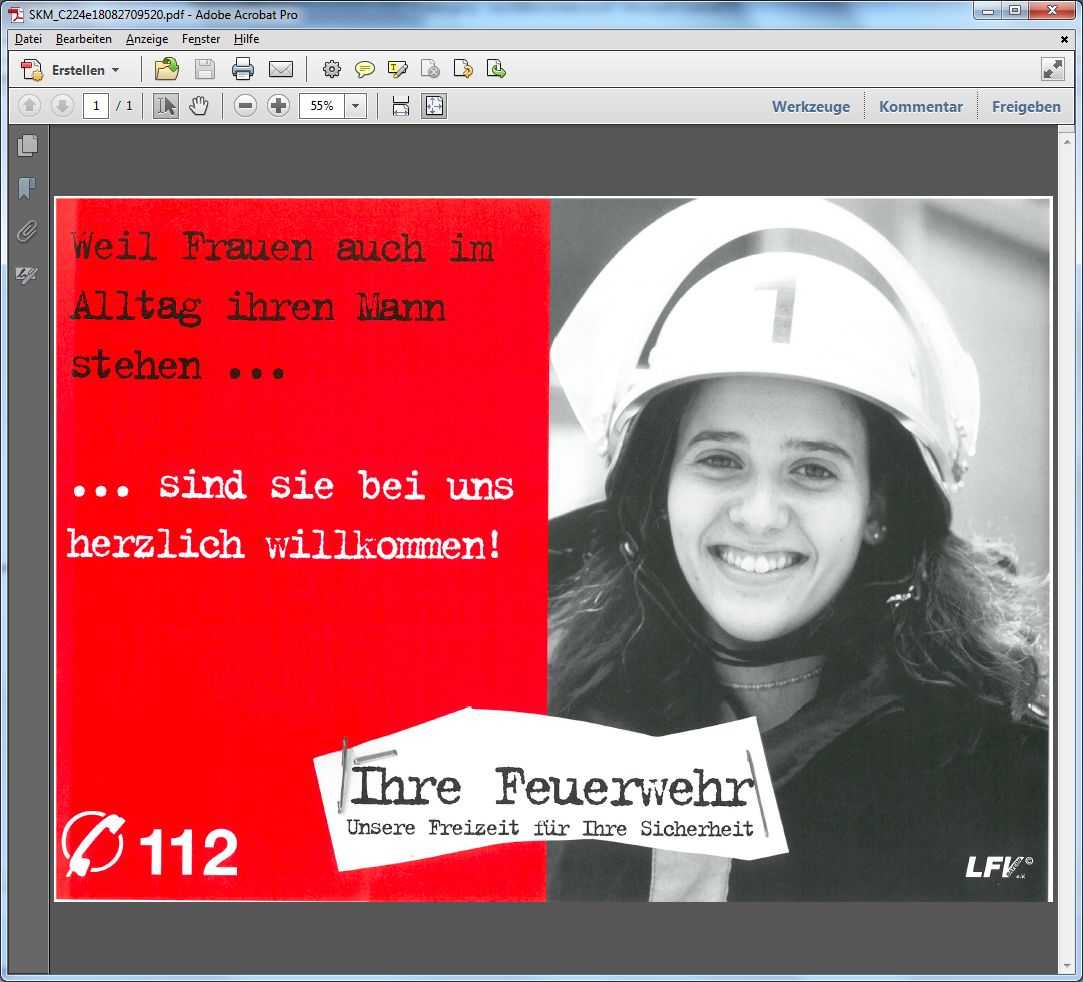 SKM_C224e18082709520.pdf - Adobe Acrobat Pro
Datei Bearbeiten Anzeige Fenster Hilfe
Erstellen
1 / 1 55% Werkzeuge Kommentar Freigeben
Weil Frauen auch im
Alltag ihren Mann
stehen ...
... sind sie bei uns
herzlich willkommen!
1
Ihre Feuerwehr
Unsere Freizeit für Ihre Sicherheit
112
LFV ©
e.V.